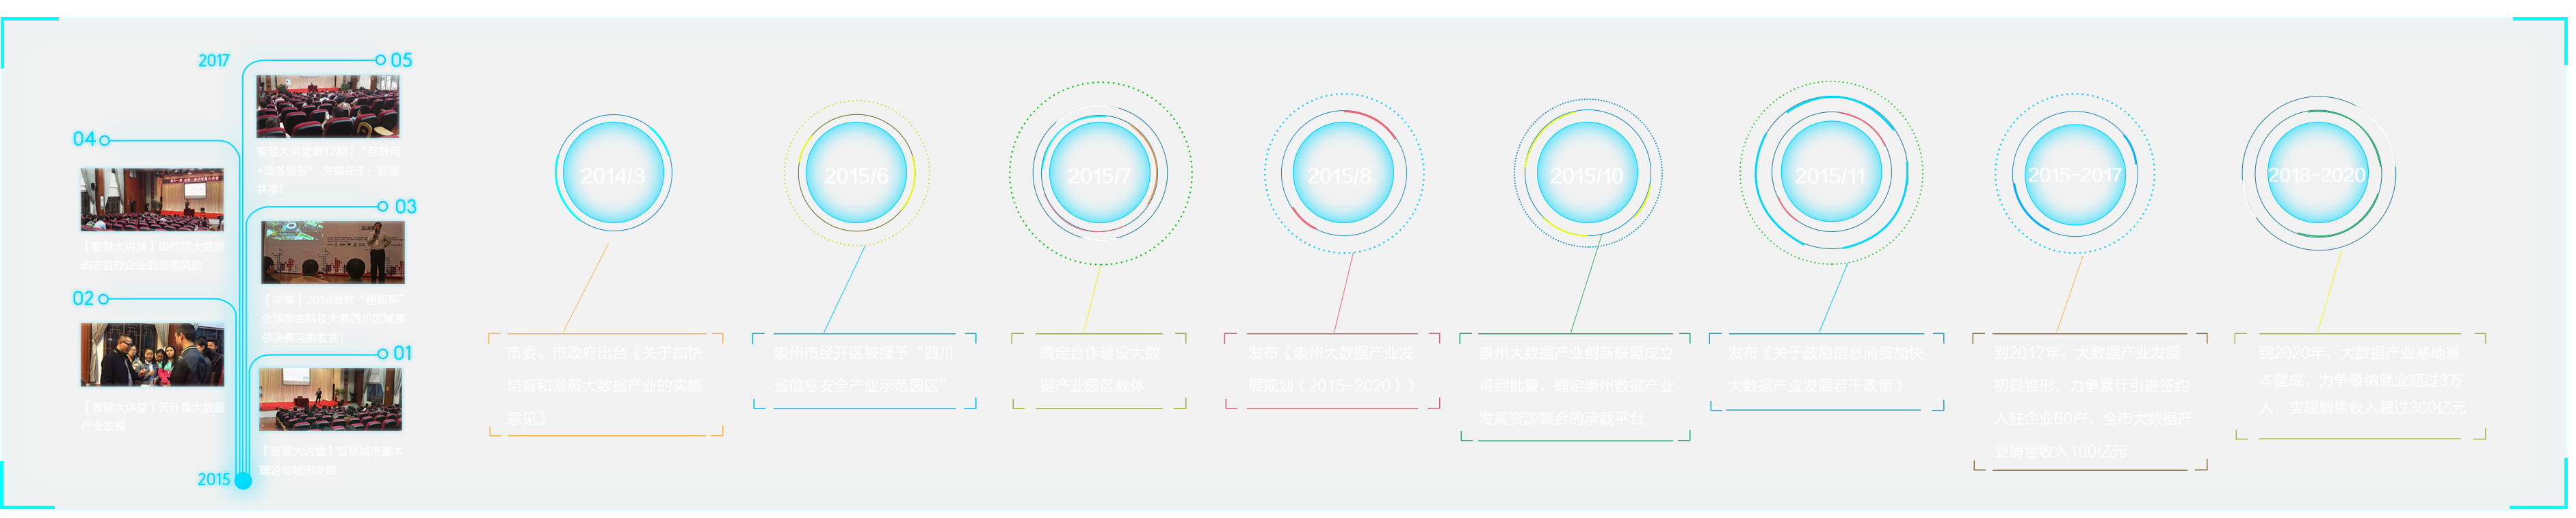 2017
05
智慧大讲堂第12期 | “互联网
+政务服务”关键在于：数据
共享！
04
【智慧大讲堂】如何用大数据
动态监控企业的信用风险
03
【决赛】2016微软“创新杯”
全球学生科技大赛四川区域赛
总决赛完美收官！
02
【智慧大讲堂】云计算大数据
产业发展
01
【智慧大讲堂】智慧城市基本
理论与城市发展
2015
2014/3
市委、市政府出台《关于加快
培育和发展大数据产业的实施
意见》
2015/6
崇州市经开区被授予“四川
省信息安全产业示范园区”
2015/7
确定合作建设大数
据产业园区载体
2015/8
发布《崇州大数据产业发
展规划（2015-2020）》
2015/10
崇州大数据产业创新联盟成立
得到批复，确定崇州数据产业
发展资源聚合的承载平台
2015/11
发布《关于鼓励信息消费加快
大数据产业发展若干政策》
2015-2017
到2017年，大数据产业发展
初具雏形，力争累计引进签约
入驻企业60户，全市大数据产
业销售收入100亿元
2018-2020
到2020年，大数据产业基地基
本建成，力争吸纳就业超过3万
人，实现销售收入超过300亿元